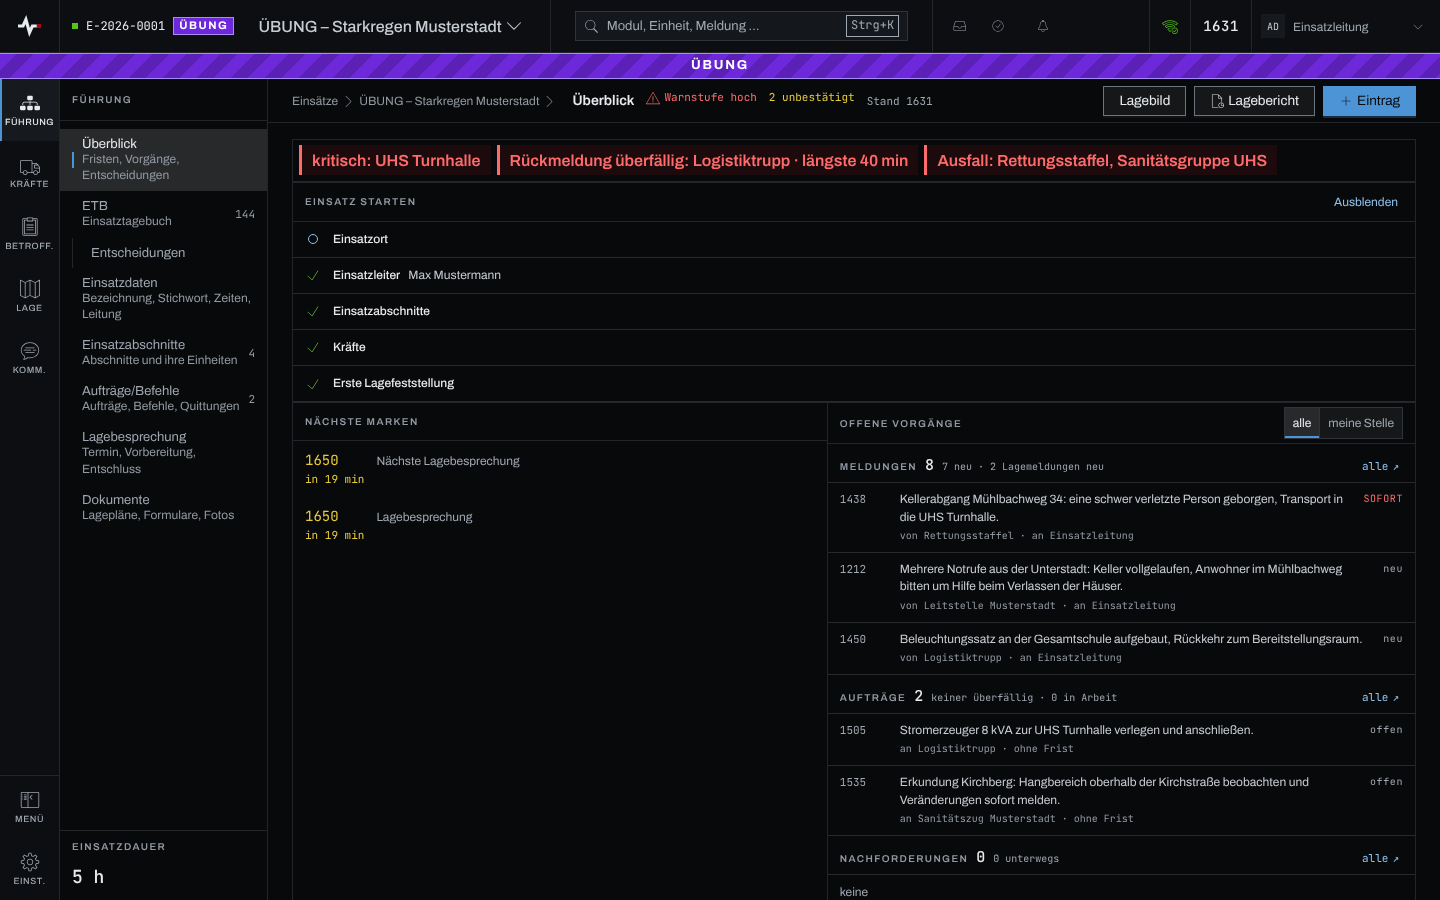 E-2026-0001 ÜBUNG
ÜBUNG – Starkregen Musterstadt
Modul, Einheit, Meldung ...
Strg+K
1631
AD Einsatzleitung
ÜBUNG
FÜHRUNG
KRÄFTE
BETROFF.
LAGE
KOMM.
MENÜ
EINST.
FÜHRUNG
Überblick
Fristen, Vorgänge,
Entscheidungen
ETB
Einsatztagebuch
144
Entscheidungen
Einsatzdaten
Bezeichnung, Stichwort, Zeiten,
Leitung
Einsatzabschnitte
Abschnitte und ihre Einheiten
4
Aufträge/Befehle
Aufträge, Befehle, Quittungen
2
Lagebesprechung
Termin, Vorbereitung,
Entschluss
Dokumente
Lagepläne, Formulare, Fotos
EINSATZDAUER
5 h
Einsätze
ÜBUNG – Starkregen Musterstadt
Überblick
Warnstufe hoch
2 unbestätigt
Stand 1631
Lagebild
Lagebericht
+ Eintrag
kritisch: UHS Turnhalle
Rückmeldung überfällig: Logistiktrupp · längste 40 min
Ausfall: Rettungsstaffel, Sanitätsgruppe UHS
EINSATZ STARTEN
Ausblenden
Einsatzort
Einsatzleiter Max Mustermann
Einsatzabschnitte
Kräfte
Erste Lagefeststellung
NÄCHSTE MARKEN
1650 Nächste Lagebesprechung
in 19 min
1650 Lagebesprechung
in 19 min
OFFENE VORGÄNGE
alle
meine Stelle
MELDUNGEN 8 7 neu · 2 Lagemeldungen neu
alle ↗
1438 Kellerabgang Mühlbachweg 34: eine schwer verletzte Person geborgen, Transport in SOFORT
die UHS Turnhalle.
von Rettungsstaffel · an Einsatzleitung
1212 Mehrere Notrufe aus der Unterstadt: Keller vollgelaufen, Anwohner im Mühlbachweg neu
bitten um Hilfe beim Verlassen der Häuser.
von Leitstelle Musterstadt · an Einsatzleitung
1450 Beleuchtungssatz an der Gesamtschule aufgebaut, Rückkehr zum Bereitstellungsraum. neu
von Logistiktrupp · an Einsatzleitung
AUFTRÄGE 2 keiner überfällig · 0 in Arbeit
alle ↗
1505 Stromerzeuger 8 kVA zur UHS Turnhalle verlegen und anschließen. offen
an Logistiktrupp · ohne Frist
1535 Erkundung Kirchberg: Hangbereich oberhalb der Kirchstraße beobachten und offen
Veränderungen sofort melden.
an Sanitätszug Musterstadt · ohne Frist
NACHFORDERUNGEN 0 0 unterwegs
alle ↗
keine